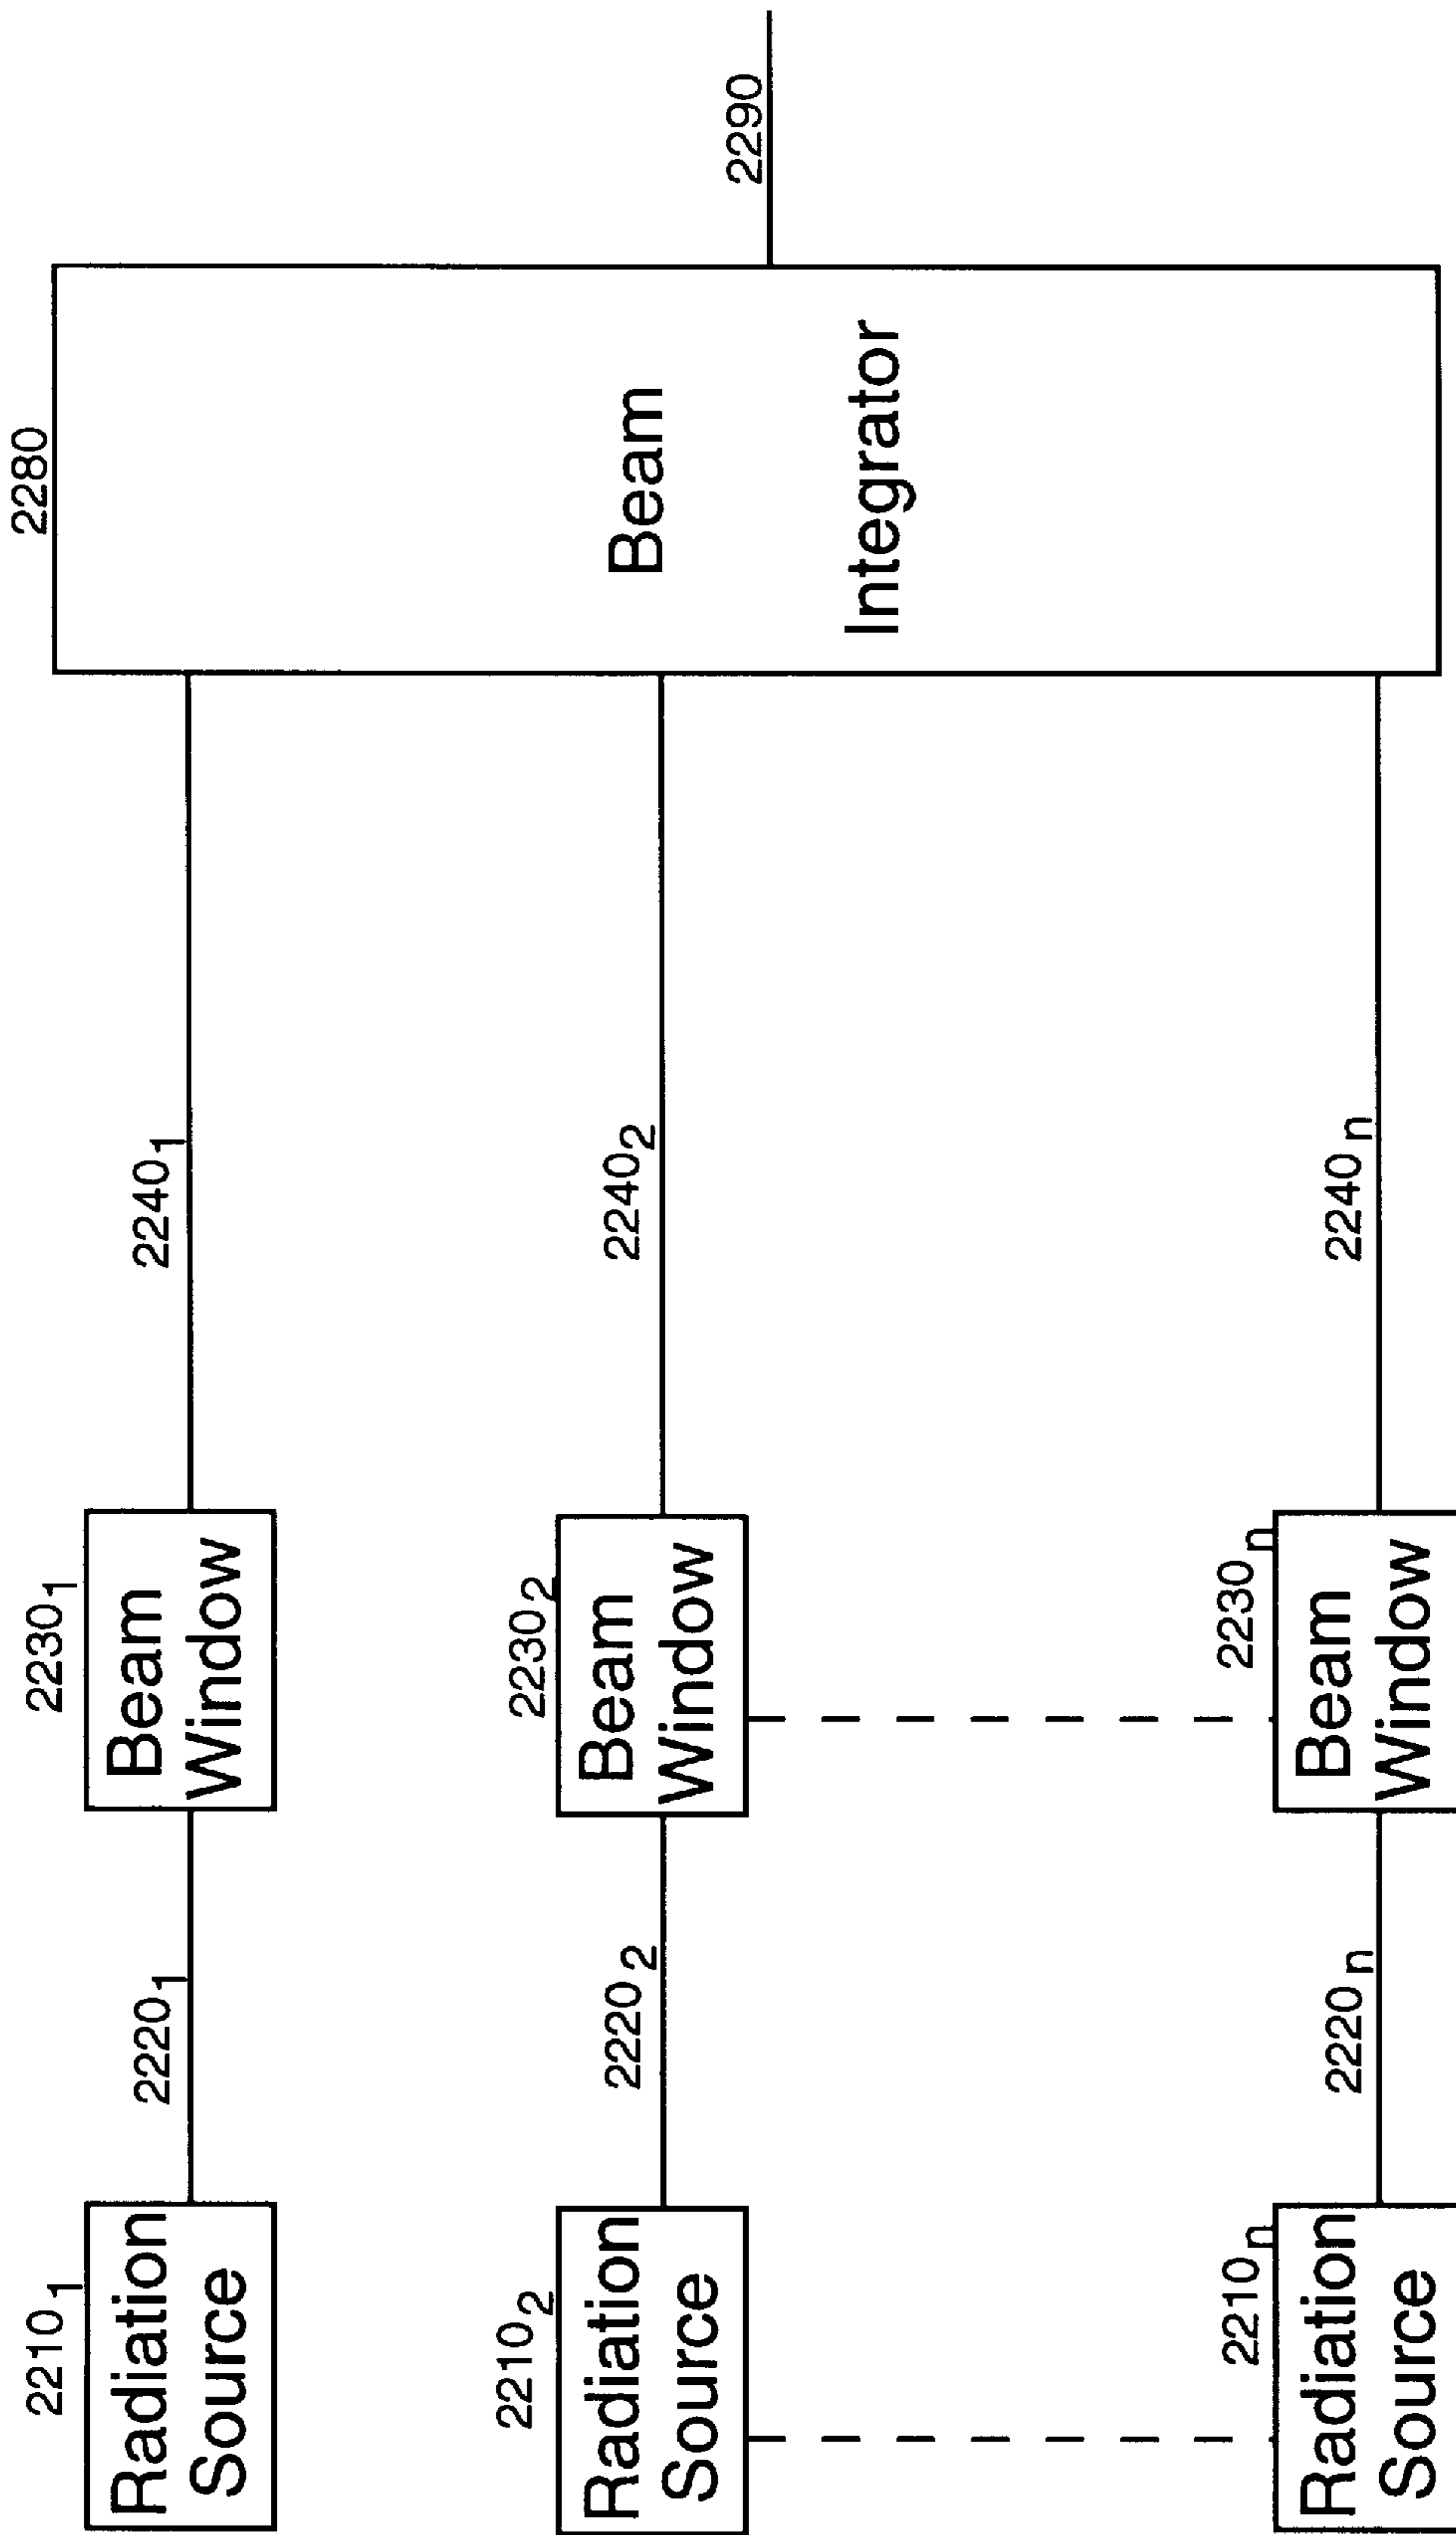 2210₁
Radiation
Source
2220₁
2230₁
Beam
Window
2240₁
2280
Beam
Integrator
2290
2210₂
Radiation
Source
2220₂
2230₂
Beam
Window
2240₂
2210ₙ
Radiation
Source
2220ₙ
2230ₙ
Beam
Window
2240ₙ